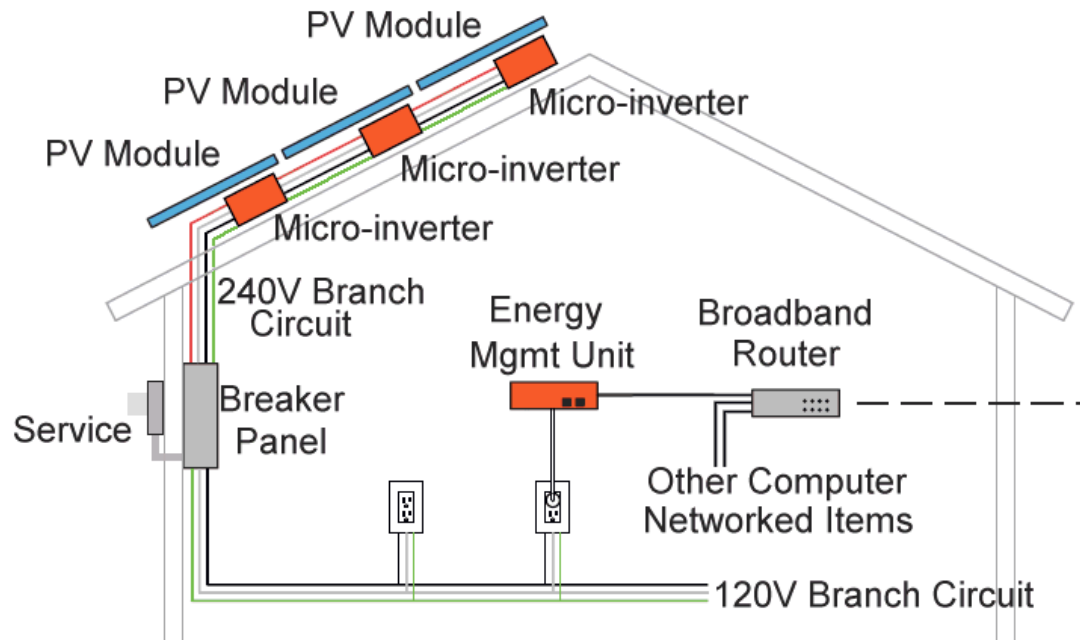 PV Module
PV Module
Micro-inverter
PV Module
Micro-inverter
Micro-inverter
240V Branch
Circuit
Energy
Mgmt Unit
Broadband
Router
Breaker
Panel
Service
Other Computer
Networked Items
120V Branch Circuit